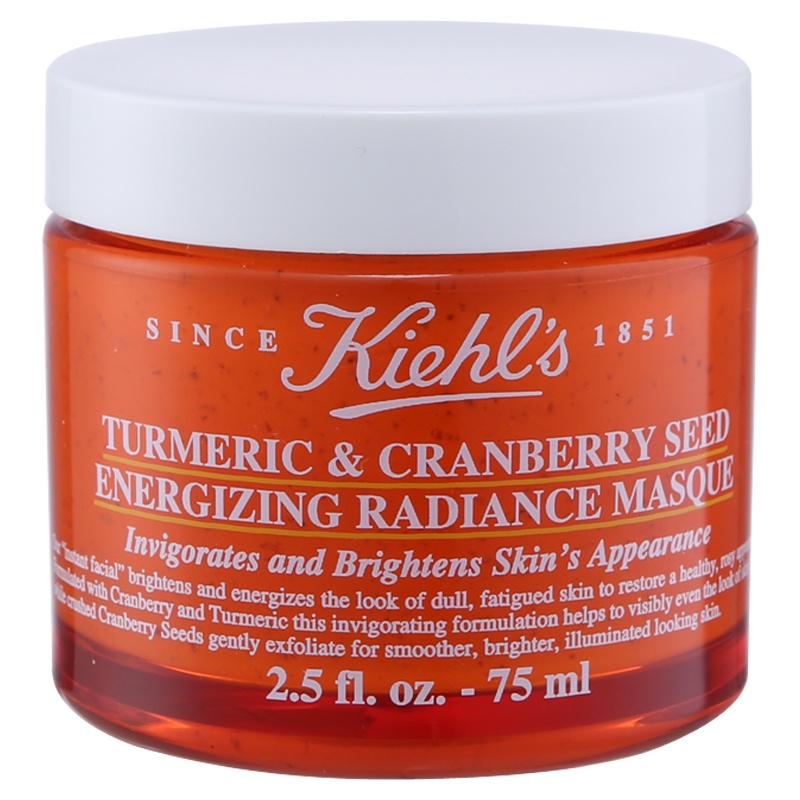 SINCE Kiehl's 1851
TURMERIC & CRANBERRY SEED
ENERGIZING RADIANCE MASQUE
Invigorates and Brightens Skin's Appearance
"instant facial" brightens and energizes the look of dull, fatigued skin to restore a healthy, rosy
with Cranberry and Turmeric this invigorating formulation helps to visibly even the look of
crushed Cranberry Seeds gently exfoliate for smoother, brighter, illuminated looking skin.
2.5 fl. oz. - 75 ml